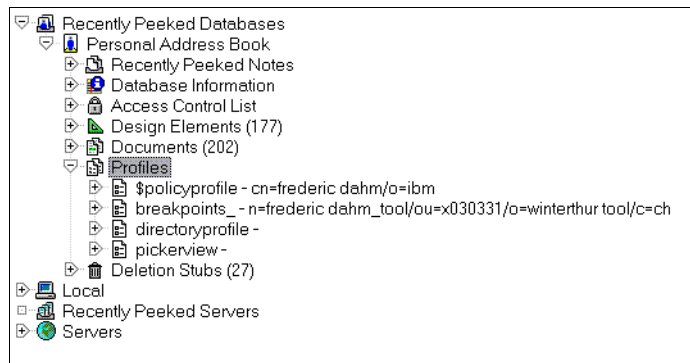 Recently Peeked Databases
Personal Address Book
Recently Peeked Notes
Database Information
Access Control List
Design Elements (177)
Documents (202)
Profiles
$policyprofile - cn=frederic dahm/o=ibm
breakpoints_ - n=frederic dahm_tool/ou=x030331/o=winterthur tool/c=ch
directoryprofile -
pickerview -
Deletion Stubs (27)
Local
Recently Peeked Servers
Servers